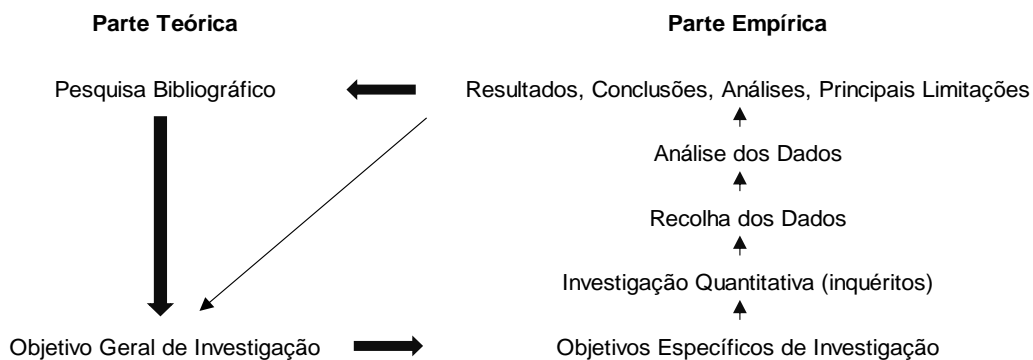 Parte Teórica
Parte Empírica
Pesquisa Bibliográfico
Resultados, Conclusões, Análises, Principais Limitações
Análise dos Dados
Recolha dos Dados
Investigação Quantitativa (inquéritos)
Objetivo Geral de Investigação
Objetivos Específicos de Investigação